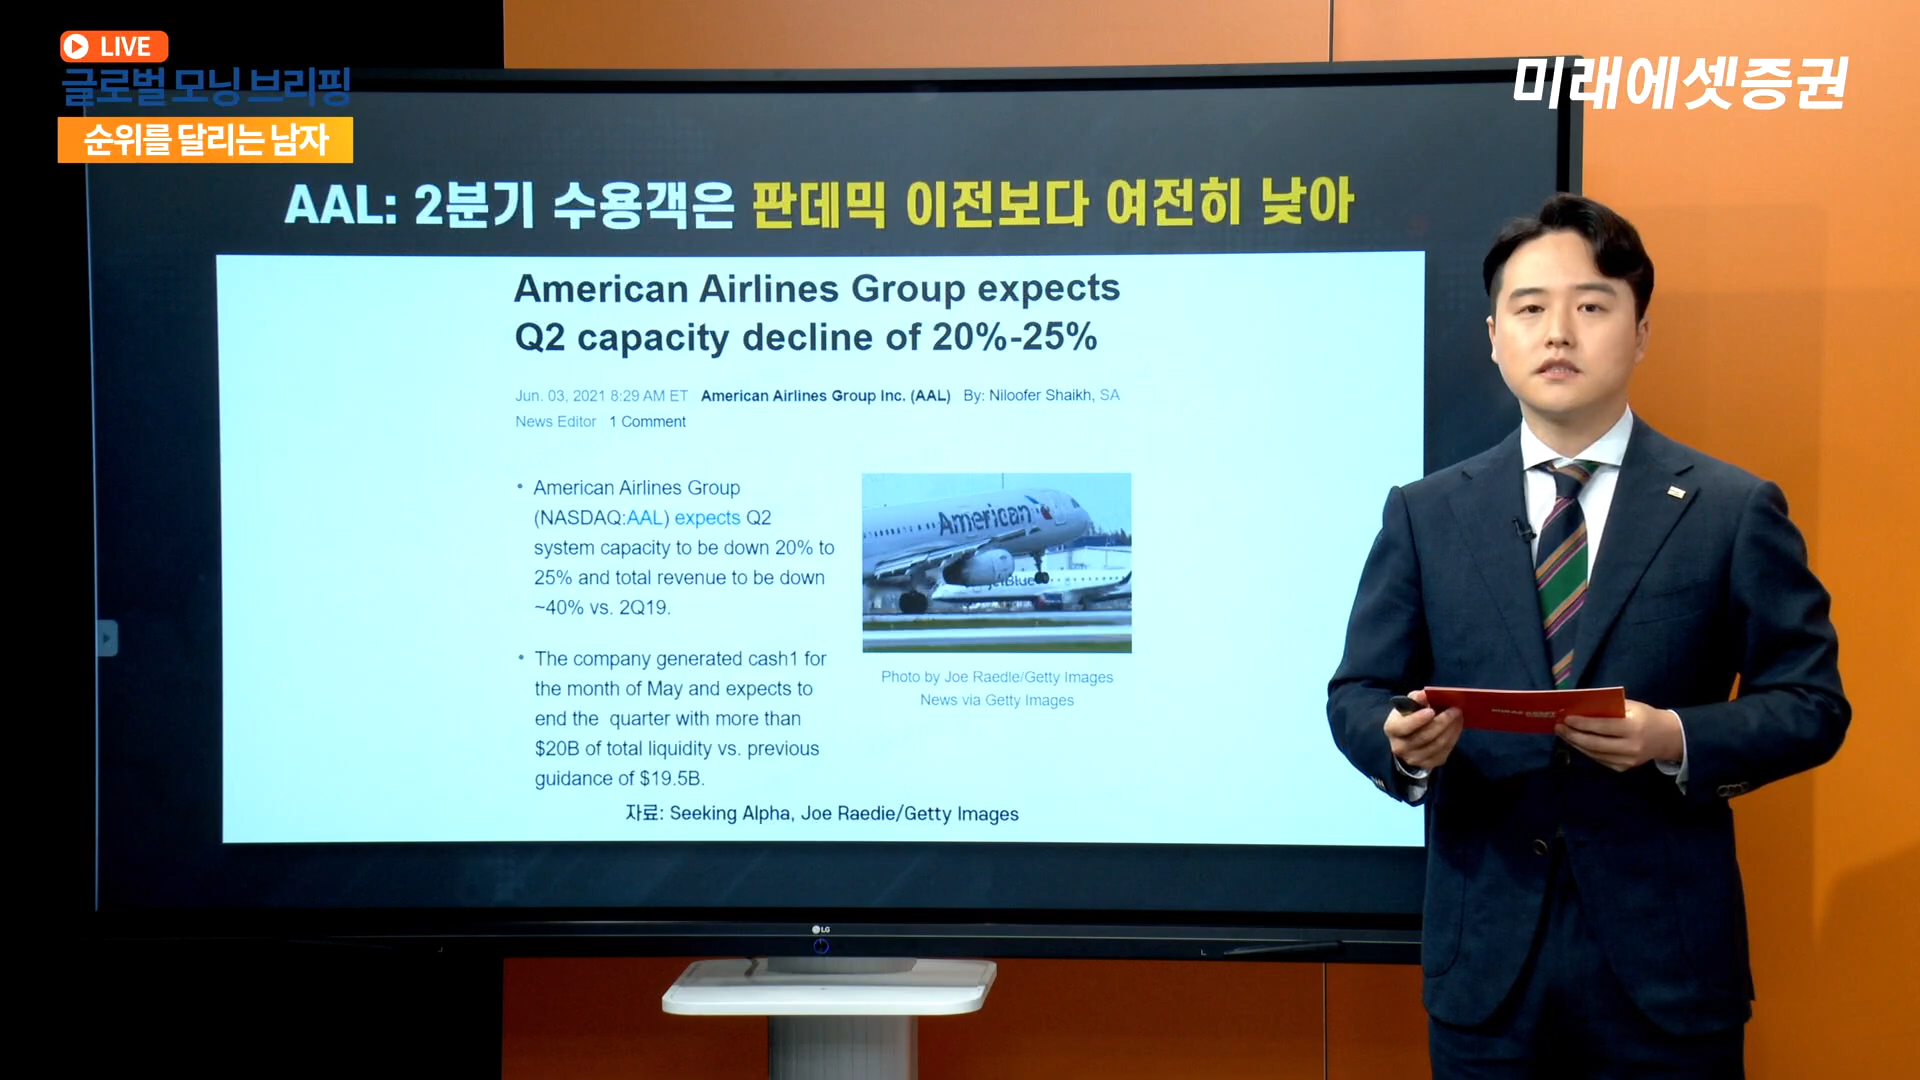 LIVE
글로벌 모닝 브리핑
순위를 달리는 남자
미래에셋증권
AAL: 2분기 수용객은 판데믹 이전보다 여전히 낮아
American Airlines Group expects
Q2 capacity decline of 20%-25%
Jun. 03, 2021 8:29 AM ET American Airlines Group Inc. (AAL) By: Niloofer Shaikh, SA
News Editor 1 Comment
• American Airlines Group
(NASDAQ:AAL) expects Q2
system capacity to be down 20% to
25% and total revenue to be down
~40% vs. 2Q19.
• The company generated cash1 for
the month of May and expects to
end the quarter with more than
$20B of total liquidity vs. previous
guidance of $19.5B.
American
jetBlue
Photo by Joe Raedle/Getty Images
News via Getty Images
자료: Seeking Alpha, Joe Raedie/Getty Images
LG